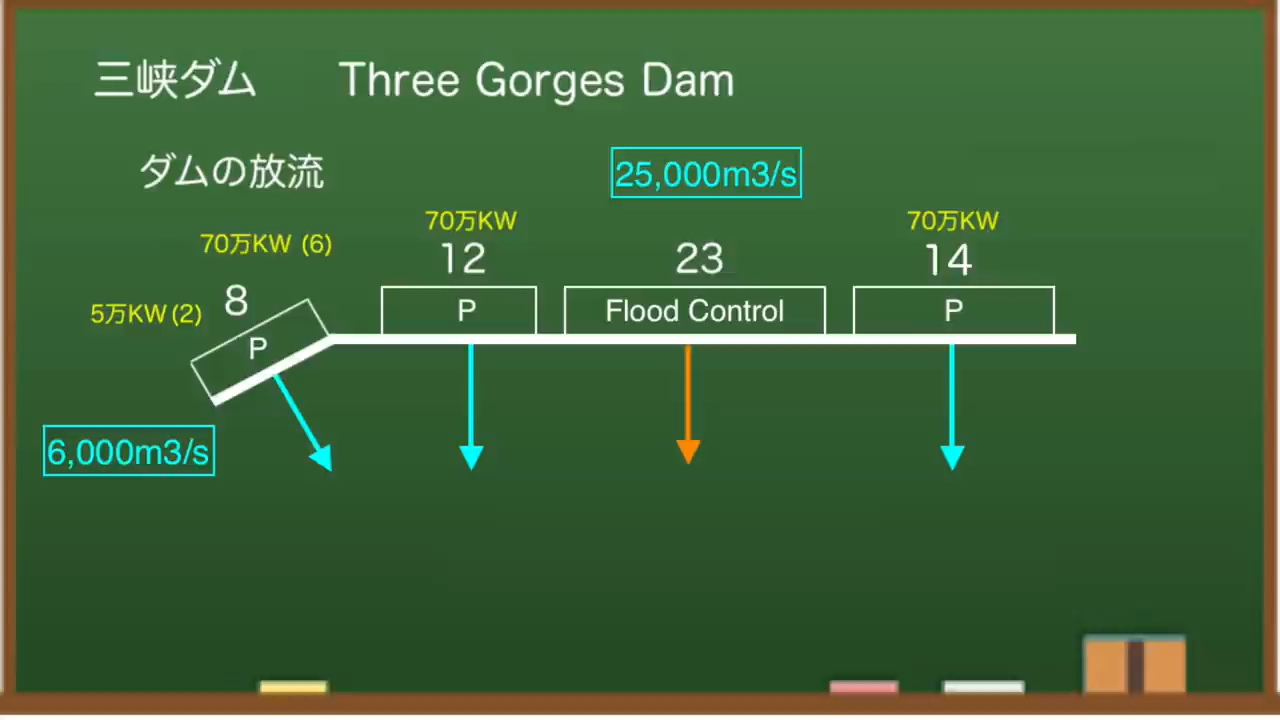 三峡ダム Three Gorges Dam
ダムの放流
25,000m3/s
70万KW (6)
70万KW
70万KW
5万KW (2)
8
12
23
14
P
P
Flood Control
P
6,000m3/s